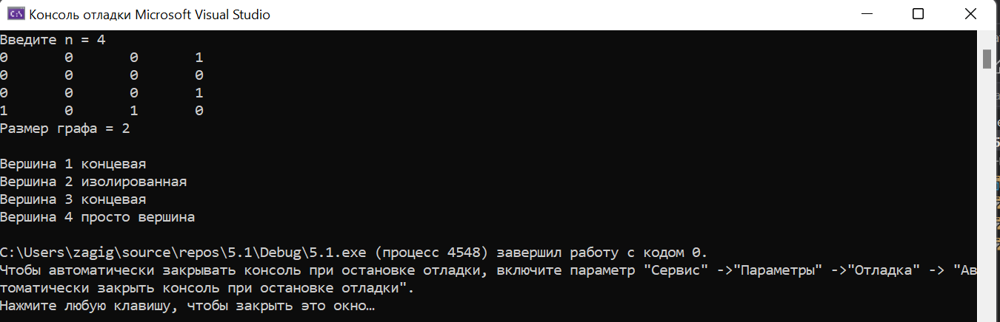 Консоль отладки Microsoft Visual Studio
Введите n = 4
0 0 0 1
0 0 0 0
0 0 0 1
1 0 1 0
Размер графа = 2
Вершина 1 концевая
Вершина 2 изолированная
Вершина 3 концевая
Вершина 4 просто вершина
C:\Users\zagig\source\repos\5.1\Debug\5.1.exe (процесс 4548) завершил работу с кодом 0.
Чтобы автоматически закрывать консоль при остановке отладки, включите параметр "Сервис" ->"Параметры" ->"Отладка" -> "Ав
томатически закрыть консоль при остановке отладки".
Нажмите любую клавишу, чтобы закрыть это окно…